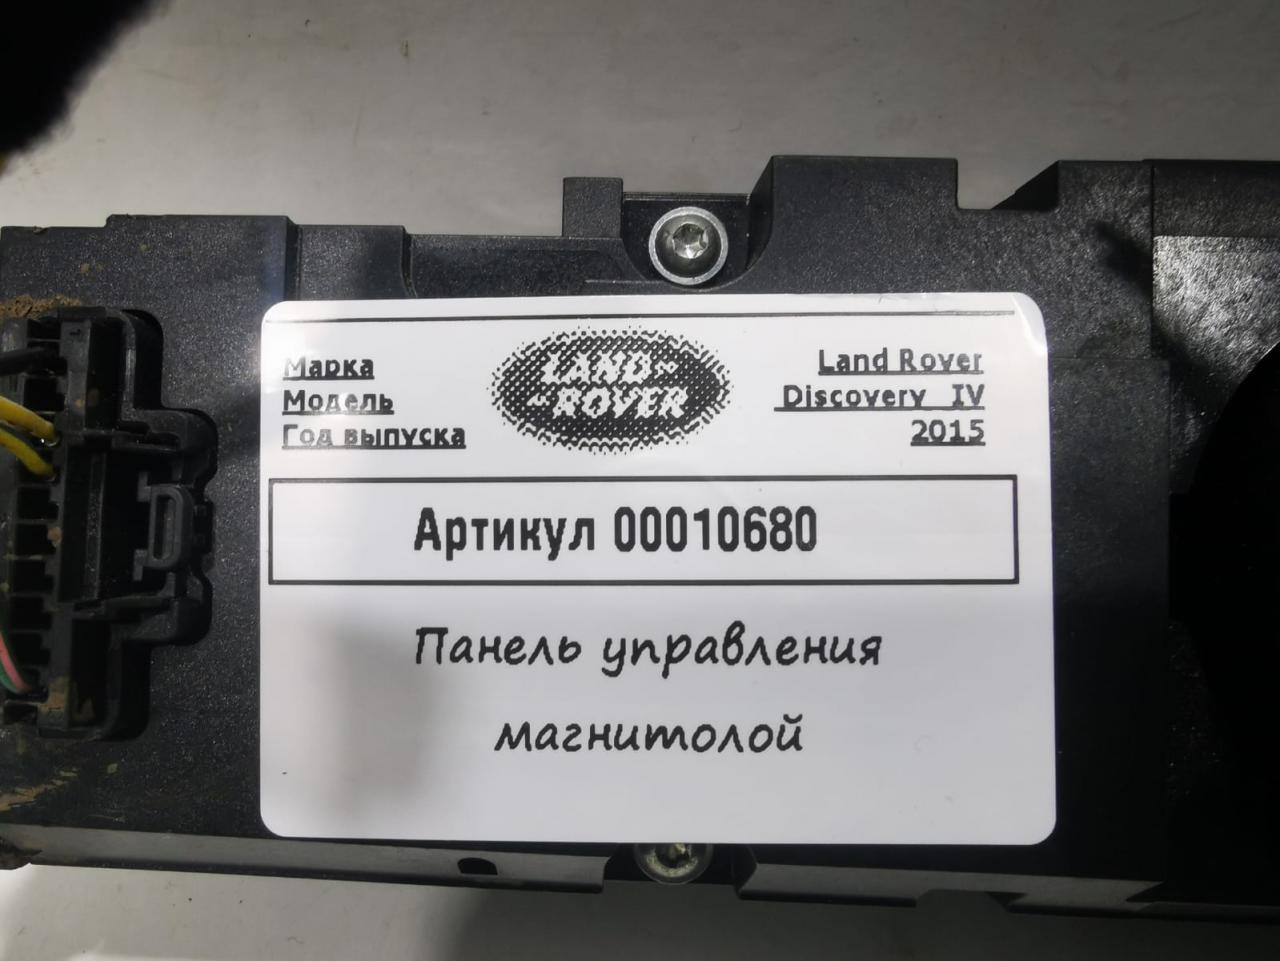 Марка
Модель
Год выпуска
LAND
ROVER
Land Rover
Discovery IV
2015
Артикул 00010680
Панель управления
магнитолой